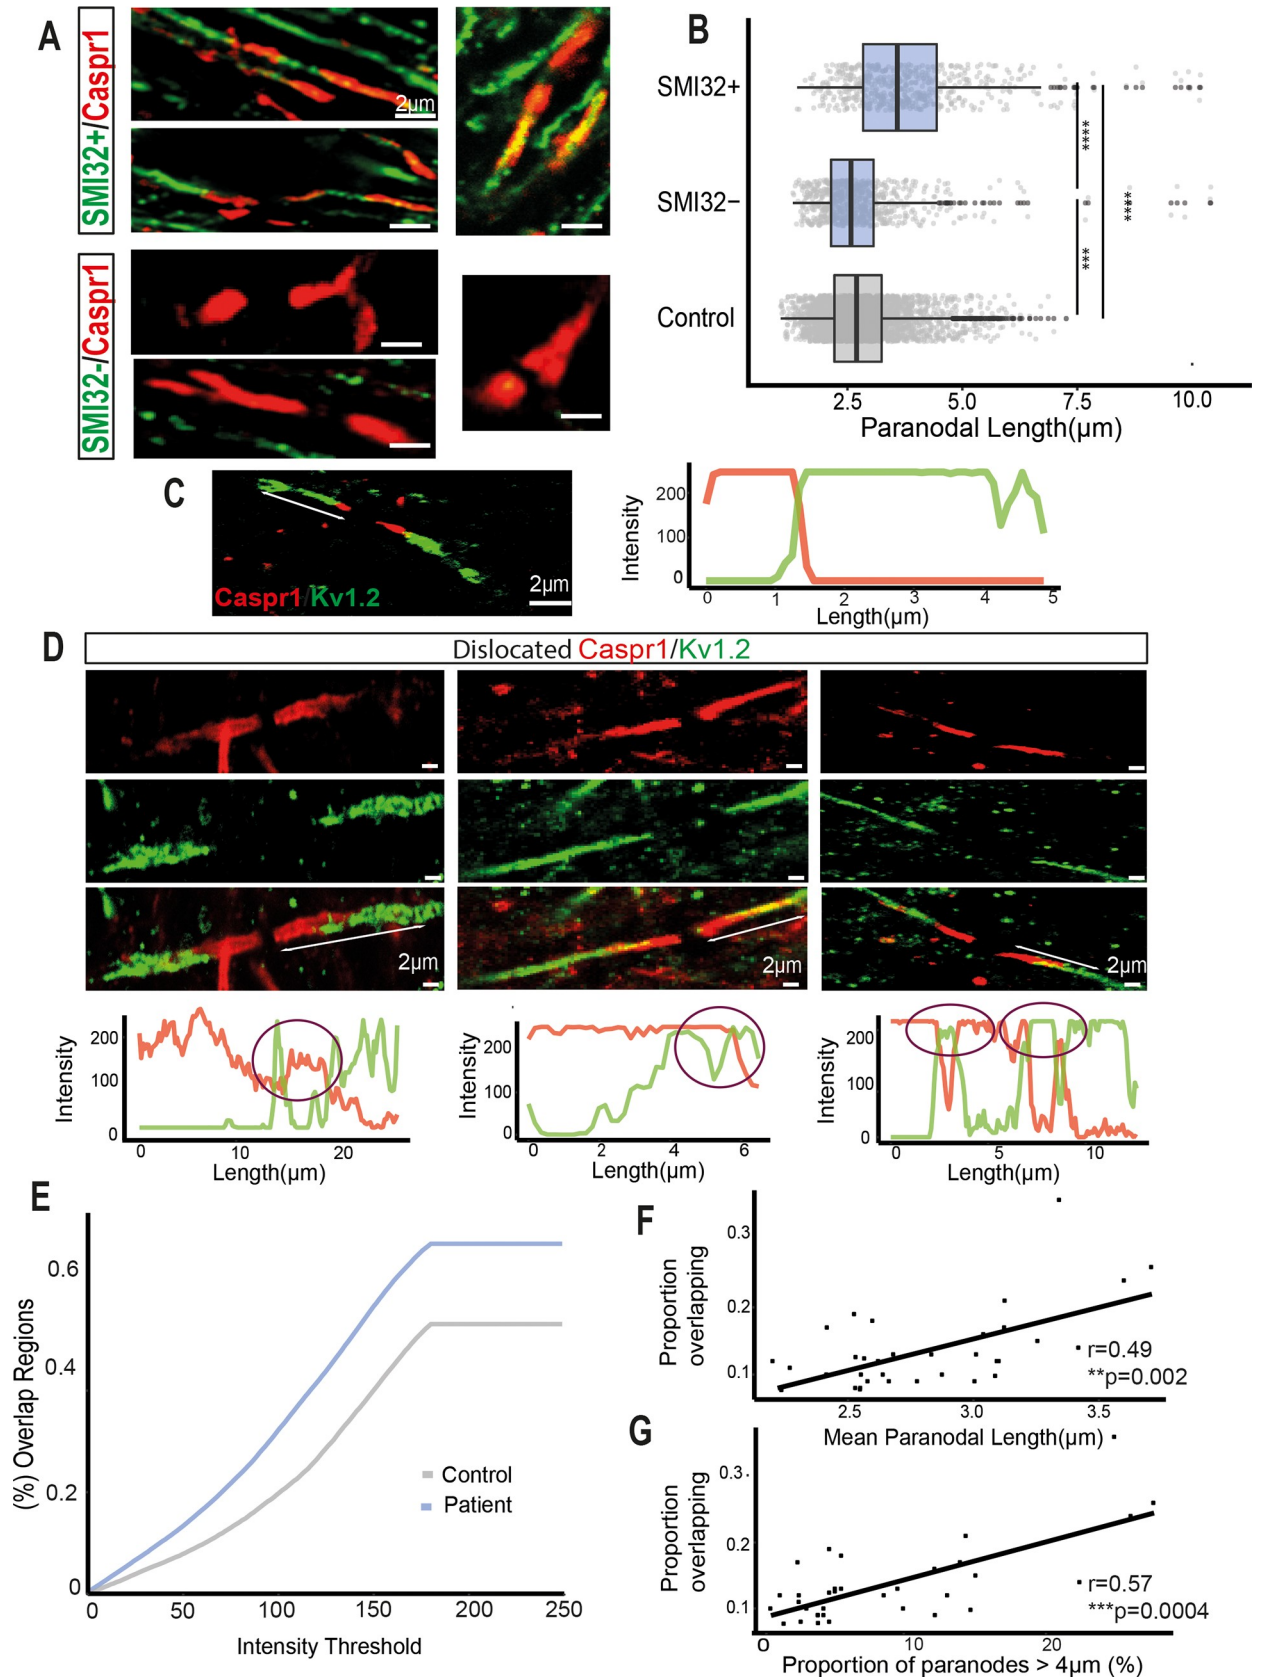 A
SMI32+/Caspr1
2µm
SMI32-/Caspr1
B
SMI32+
SMI32−
Control
****
****
***
2.5 5.0 7.5 10.0
Paranodal Length(µm)
C
Caspr1/Kv1.2
2µm
Intensity
200
100
0
0 1 2 3 4 5
Length(µm)
D
Dislocated Caspr1/Kv1.2
2µm
2µm
2µm
Intensity
200
100
0
0 10 20
Length(µm)
Intensity
200
100
0
0 2 4 6
Length(µm)
Intensity
200
100
0
0 5 10
Length(µm)
E
(%) Overlap Regions
0.6
0.4
0.2
0
Control
Patient
0 50 100 150 200 250
Intensity Threshold
F
Proportion
overlapping
0.3
0.2
0.1
r=0.49
**p=0.002
2.5 3.0 3.5
Mean Paranodal Length(µm)
G
Proportion
overlapping
0.3
0.2
0.1
r=0.57
***p=0.0004
0 10 20
Proportion of paranodes > 4µm (%)